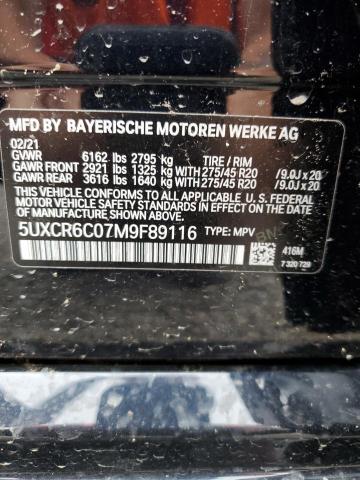 MFD BY BAYERISCHE MOTOREN WERKE AG
02/21
GVWR 6162 lbs 2795 kg TIRE / RIM
GAWR FRONT 2921 lbs 1325 kg WITH 275/45 R20 /9.0J x 20
GAWR REAR 3616 lbs 1640 kg WITH 275/45 R20 /9.0J x 20
THIS VEHICLE CONFORMS TO ALL APPLICABLE U. S. FEDERAL
MOTOR VEHICLE SAFETY STANDARDS IN EFFECT
ON THE DATE OF MANUFACTURE SHOWN ABOVE.
5UXCR6C07M9F89116 TYPE: MPV
416M
7 320 729